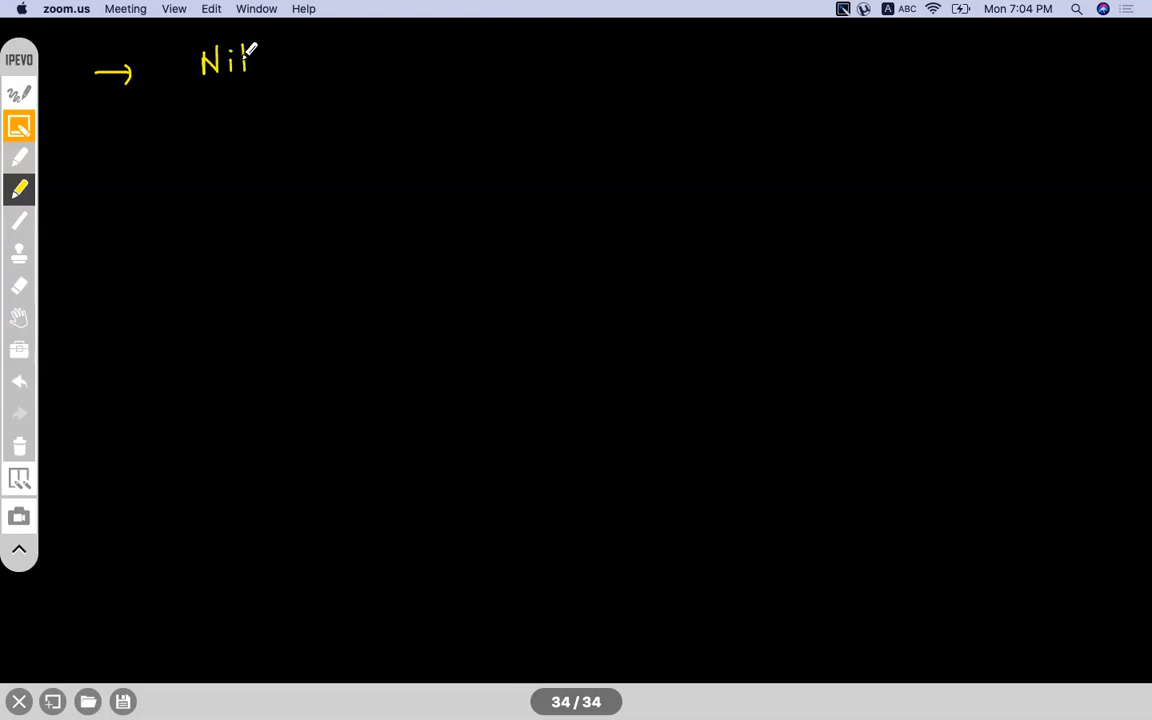 zoom.us Meeting View Edit Window Help A ABC Mon 7:04 PM
IPEVO
→ Nil
34 / 34